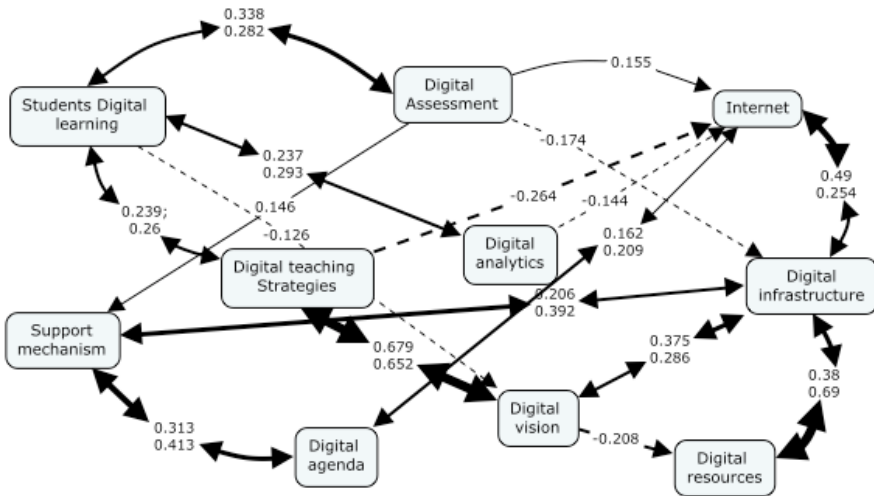 0.338
0.282
Students Digital
learning
Digital
Assessment
0.155
Internet
0.237
0.293
-0.174
0.49
0.254
0.239;
0.26
0.146
-0.126
-0.264
-0.144
0.162
0.209
Digital teaching
Strategies
Digital
analytics
Digital
infrastructure
0.206
0.392
Support
mechanism
0.679
0.652
0.375
0.286
0.38
0.69
0.313
0.413
Digital
agenda
Digital
vision
-0.208
Digital
resources